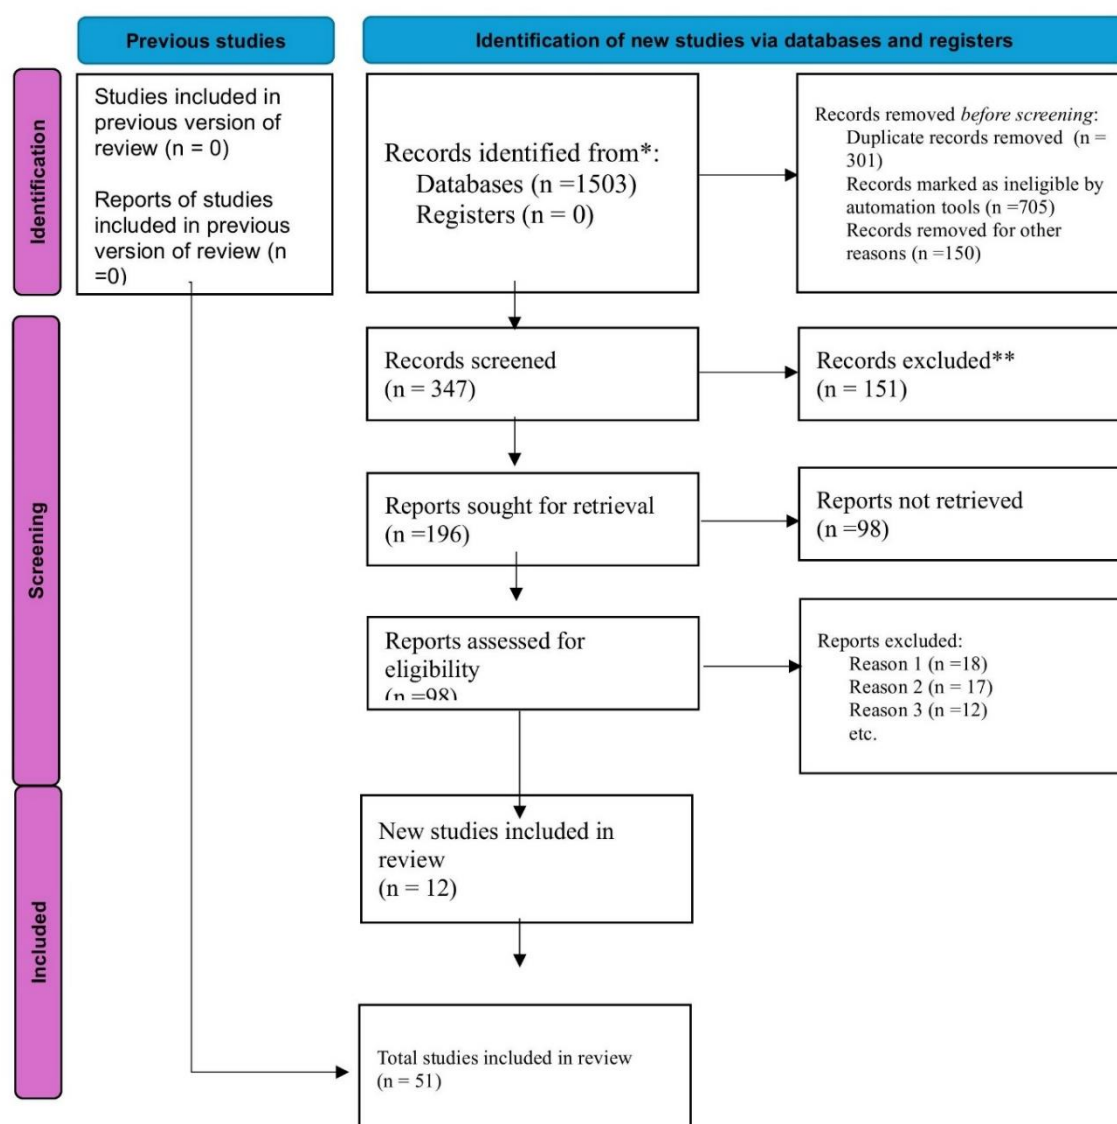 Previous studies
Identification of new studies via databases and registers
Identification
Studies included in
previous version of
review (n = 0)
Reports of studies
included in previous
version of review (n
=0)
Records identified from*:
Databases (n =1503)
Registers (n = 0)
Records removed before screening:
Duplicate records removed (n =
301)
Records marked as ineligible by
automation tools (n =705)
Records removed for other
reasons (n =150)
Screening
Records screened
(n = 347)
Records excluded**
(n = 151)
Reports sought for retrieval
(n =196)
Reports not retrieved
(n =98)
Reports assessed for
eligibility
(n =98)
Reports excluded:
Reason 1 (n =18)
Reason 2 (n = 17)
Reason 3 (n =12)
etc.
Included
New studies included in
review
(n = 12)
Total studies included in review
(n = 51)